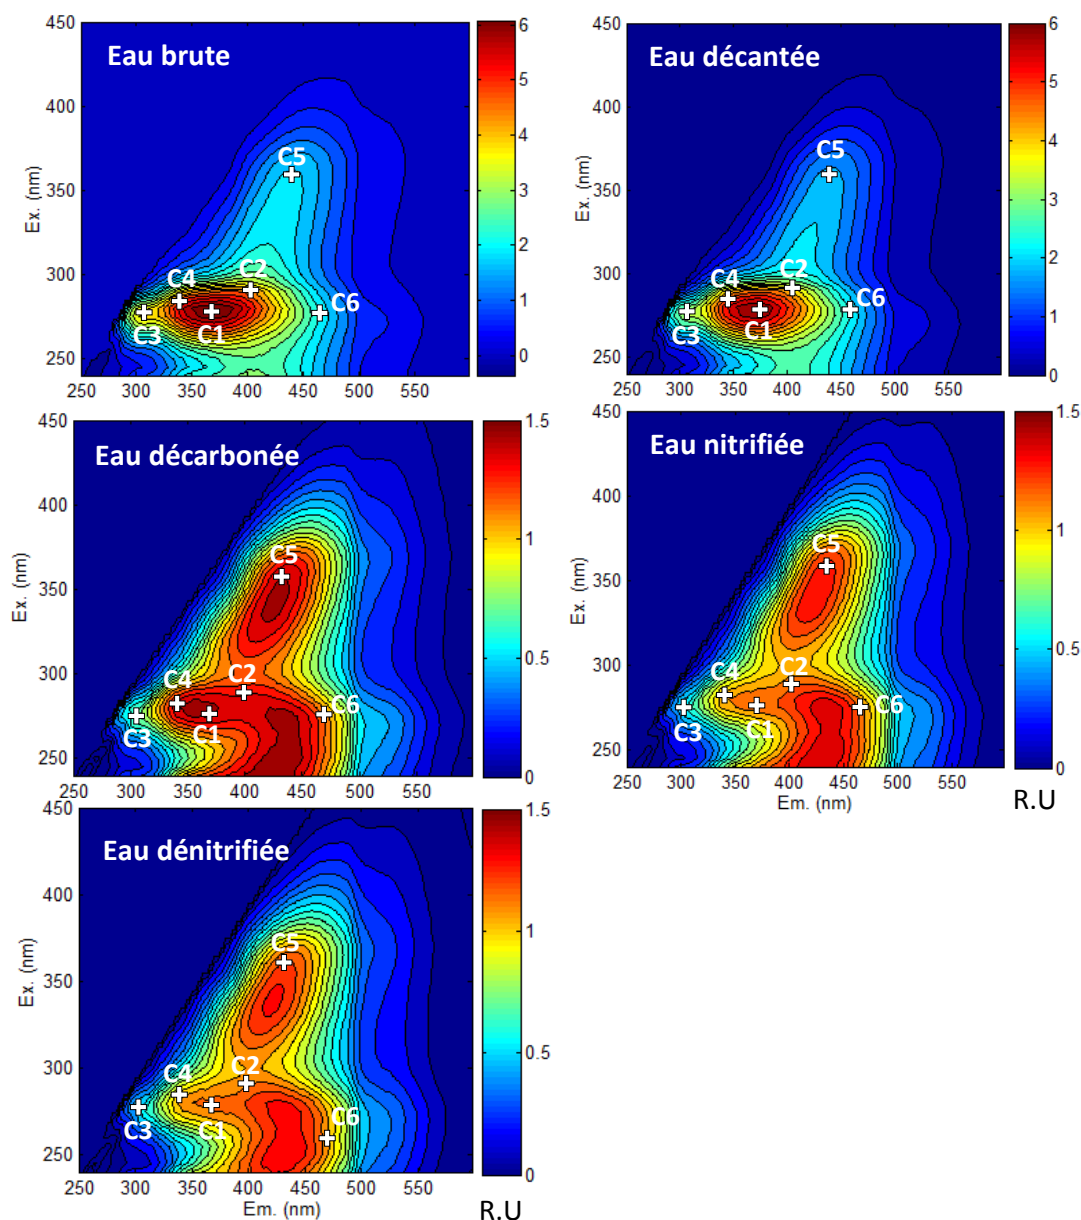 Eau brute
450
400
350
300
250
Ex. (nm)
C5
C4
C2
C3
C1
C6
250 300 350 400 450 500 550
6
5
4
3
2
1
0
Eau décantée
450
400
350
300
250
Ex. (nm)
C5
C4
C2
C3
C1
C6
250 300 350 400 450 500 550
6
5
4
3
2
1
0
Eau décarbonée
450
400
350
300
250
Ex. (nm)
C5
C4
C2
C3
C1
C6
250 300 350 400 450 500 550
1.5
1
0.5
0
Eau nitrifiée
450
400
350
300
250
C5
C4
C2
C3
C1
C6
250 300 350 400 450 500 550
Em. (nm)
1.5
1
0.5
0
R.U
Eau dénitrifiée
450
400
350
300
250
Ex. (nm)
C5
C4
C2
C3
C1
C6
250 300 350 400 450 500 550
Em. (nm)
1.5
1
0.5
0
R.U